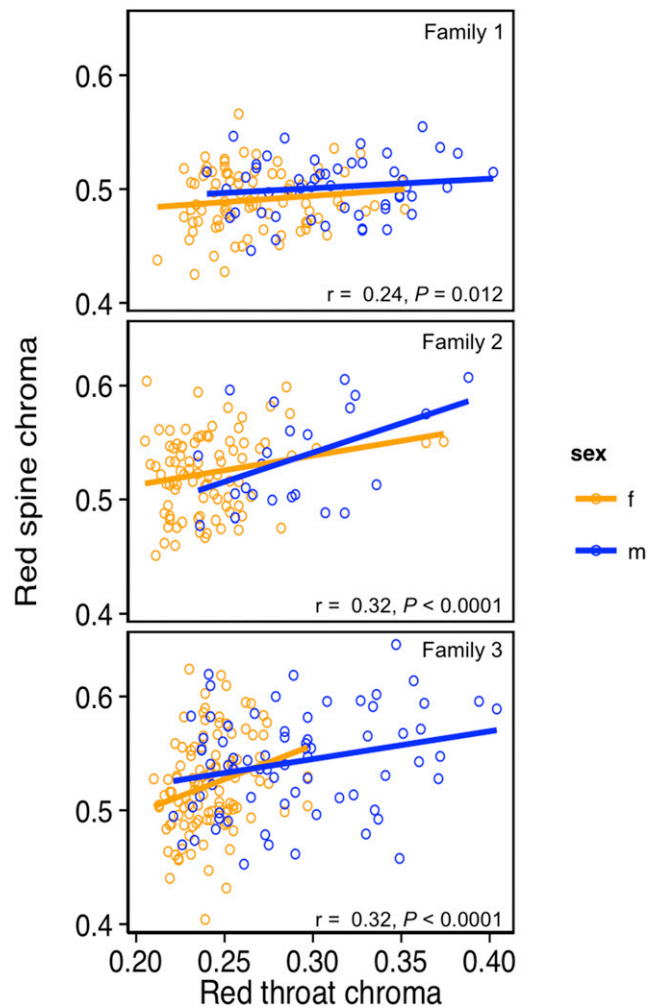 Family 1
0.6
0.5
0.4
r = 0.24, P = 0.012
Family 2
0.6
0.5
0.4
r = 0.32, P < 0.0001
Family 3
0.6
0.5
0.4
r = 0.32, P < 0.0001
0.20 0.25 0.30 0.35 0.40
Red throat chroma
Red spine chroma
sex
f
m